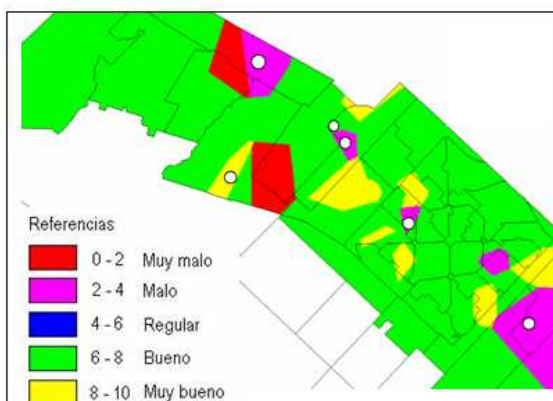 Referencias
0 - 2 Muy malo
2 - 4 Malo
4 - 6 Regular
6 - 8 Bueno
8 - 10 Muy bueno